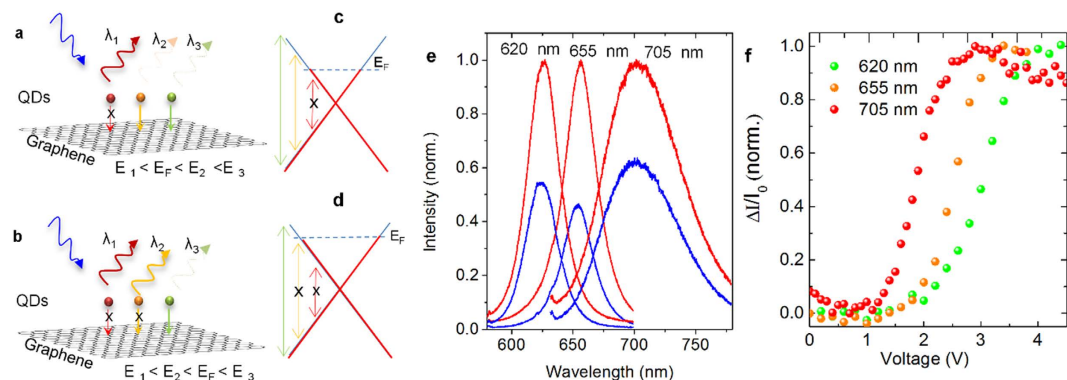 a
λ1
λ2
λ3
QDs
x
Graphene
E1 < EF < E2 <E3
b
λ1
λ2
λ3
QDs
x
x
Graphene
E1 < E2 < EF < E3
c
EF
x
d
EF
x
x
e
620 nm 655 nm 705 nm
Intensity (norm.)
1.0
0.8
0.6
0.4
0.2
0.0
600 650 700 750
Wavelength (nm)
f
620 nm
655 nm
705 nm
ΔI/I0 (norm.)
1.0
0.8
0.6
0.4
0.2
0.0
0 1 2 3 4
Voltage (V)